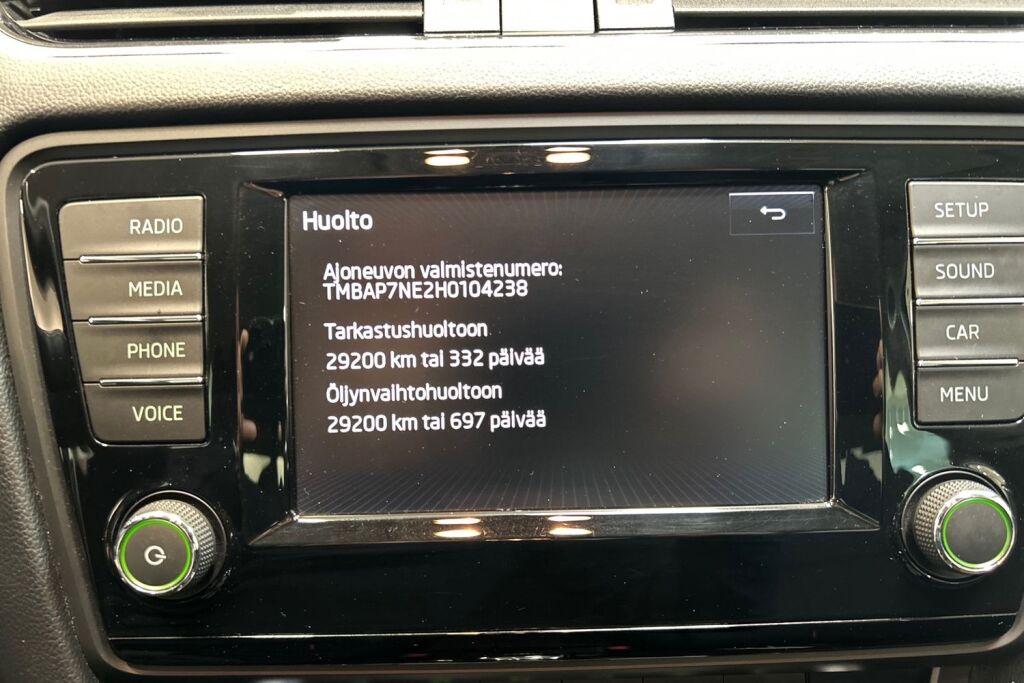 RADIO
MEDIA
PHONE
VOICE
Huolto
Ajoneuvon valmistenumero:
TMBAP7NE2H0104238
Tarkastushuoltoon
29200 km tai 332 päivää
Öljynvaihtohuoltoon
29200 km tai 697 päivää
SETUP
SOUND
CAR
MENU